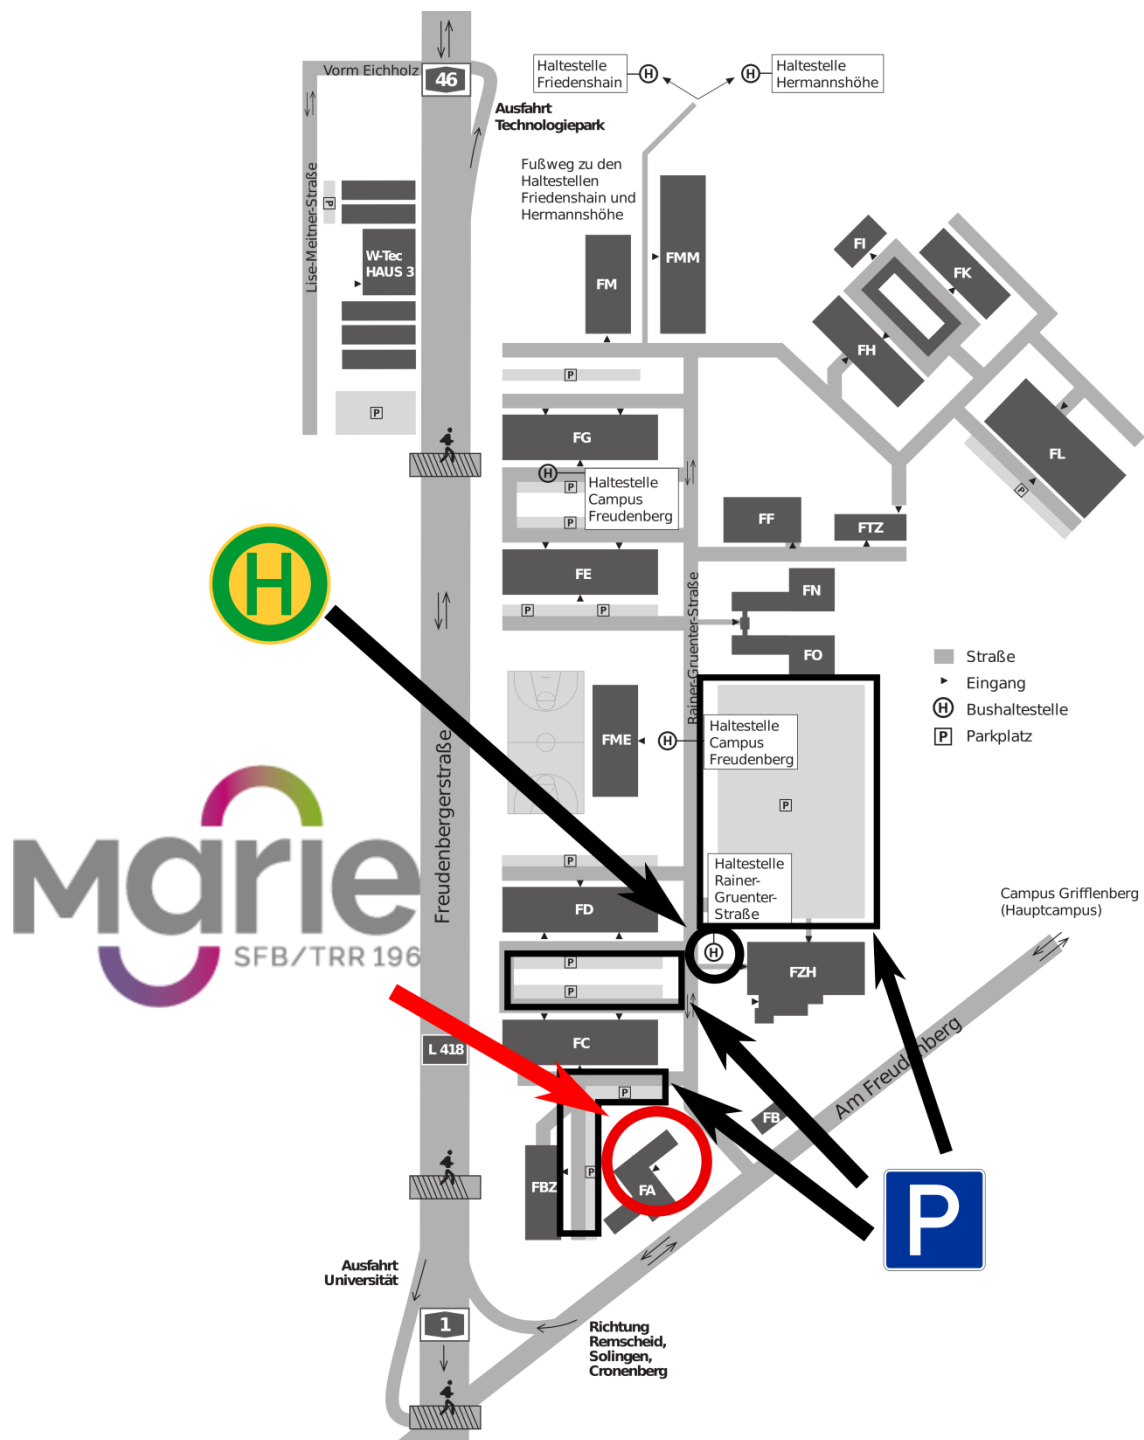 Vorm Eichholz
46
Ausfahrt
Technologiepark
Haltestelle
Friedenshain
H
H
Haltestelle
Hermannshöhe
Fußweg zu den
Haltestellen
Friedenshain und
Hermannshöhe
Lise-Meitner-Straße
P
W-Tec
HAUS 3
P
FM
FMM
FI
FK
FH
FL
P
P
FG
H
Haltestelle
Campus
Freudenberg
P
P
FF
FTZ
FE
P
P
FN
FO
Rainer-Gruenter-Straße
H
Straße
Eingang
H
Bushaltestelle
P
Parkplatz
FME
H
Haltestelle
Campus
Freudenberg
P
Freudenbergerstraße
marie
SFB/TRR 196
P
FD
Haltestelle
Rainer-
Gruenter-
Straße
H
Campus Grifflenberg
(Hauptcampus)
P
P
FZH
FC
L 418
P
Am Freudenberg
FB
FBZ
P
FA
P
Ausfahrt
Universität
1
Richtung
Remscheid,
Solingen,
Cronenberg